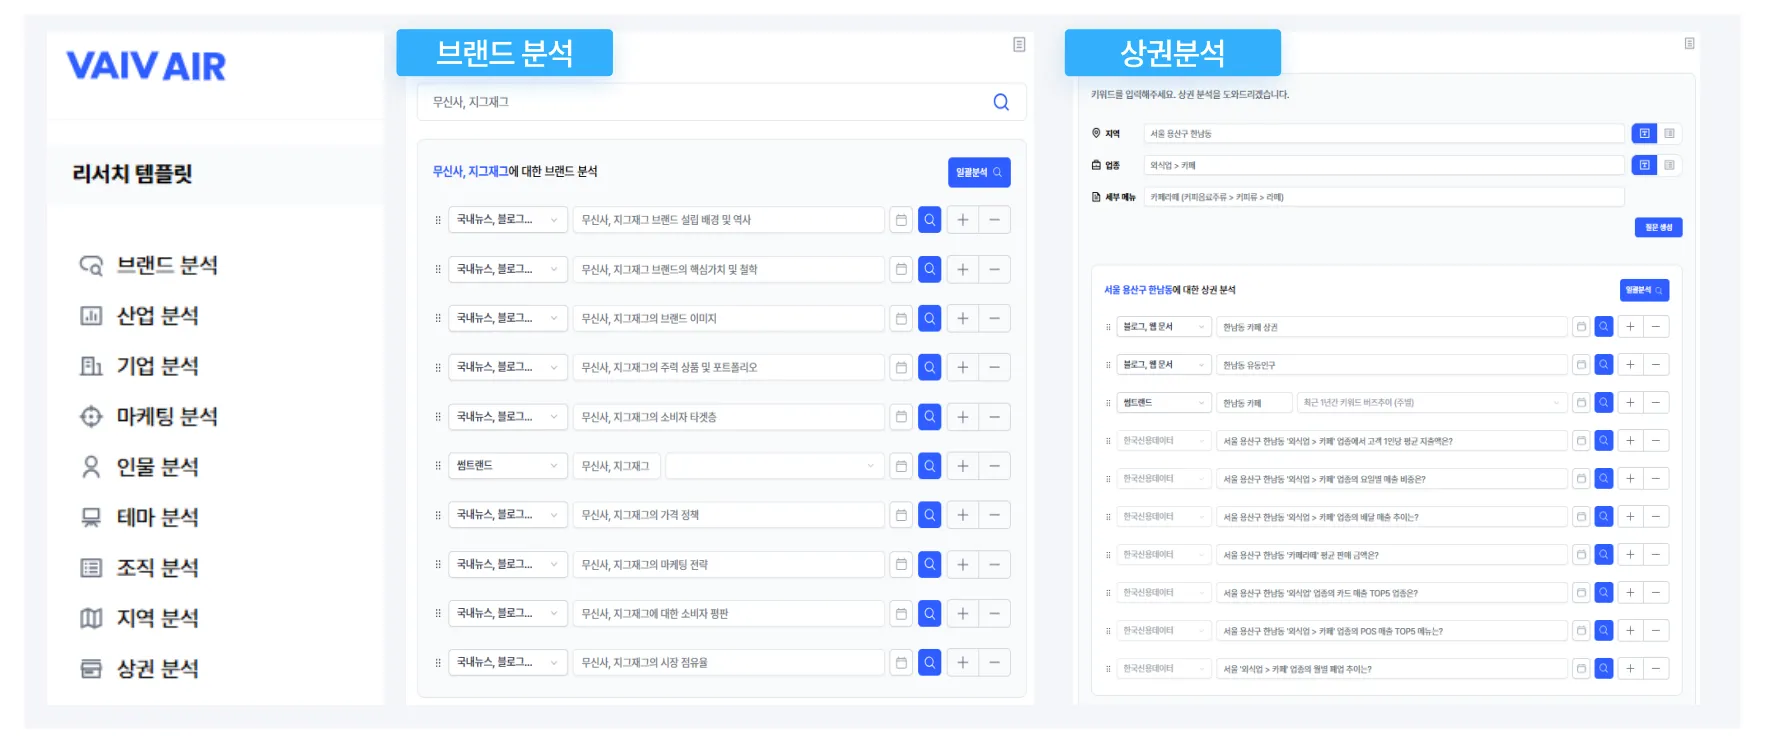 VAIV AIR
리서치 템플릿
브랜드 분석
산업 분석
기업 분석
마케팅 분석
인물 분석
테마 분석
조직 분석
지역 분석
상권 분석
브랜드 분석
무신사, 지그재그
무신사, 지그재그에 대한 브랜드 분석
일괄분석
국내뉴스, 블로그... 무신사, 지그재그 브랜드 설립 배경 및 역사
국내뉴스, 블로그... 무신사, 지그재그 브랜드의 핵심가치 및 철학
국내뉴스, 블로그... 무신사, 지그재그의 브랜드 이미지
국내뉴스, 블로그... 무신사, 지그재그의 주력 상품 및 포트폴리오
국내뉴스, 블로그... 무신사, 지그재그의 소비자 타겟층
썸트랜드 무신사, 지그재그
국내뉴스, 블로그... 무신사, 지그재그의 가격 정책
국내뉴스, 블로그... 무신사, 지그재그의 마케팅 전략
국내뉴스, 블로그... 무신사, 지그재그에 대한 소비자 평판
국내뉴스, 블로그... 무신사, 지그재그의 시장 점유율
상권분석
키워드를 입력해주세요. 상권 분석을 도와드리겠습니다.
지역 서울 용산구 한남동
업종 외식업 > 카페
세부 메뉴 카페라떼 (커피음료주류 > 커피류 > 라떼)
질문 생성
서울 용산구 한남동에 대한 상권 분석
일괄분석
블로그, 웹 문서 한남동 카페 상권
블로그, 웹 문서 한남동 유동인구
썸트랜드 한남동 카페 최근 1년간 키워드 버즈추이 (주별)
한국신용데이터 서울 용산구 한남동 '외식업 > 카페' 업종에서 고객 1인당 평균 지출액은?
한국신용데이터 서울 용산구 한남동 '외식업 > 카페' 업종의 요일별 매출 비중은?
한국신용데이터 서울 용산구 한남동 '외식업 > 카페' 업종의 배달 매출 추이는?
한국신용데이터 서울 용산구 한남동 '카페라떼' 평균 판매 금액은?
한국신용데이터 서울 용산구 한남동 '외식업' 업종의 카드 매출 TOP5 업종은?
한국신용데이터 서울 용산구 한남동 '외식업 > 카페' 업종의 POS 매출 TOP5 메뉴는?
한국신용데이터 서울 '외식업 > 카페' 업종의 월별 폐업 추이는?